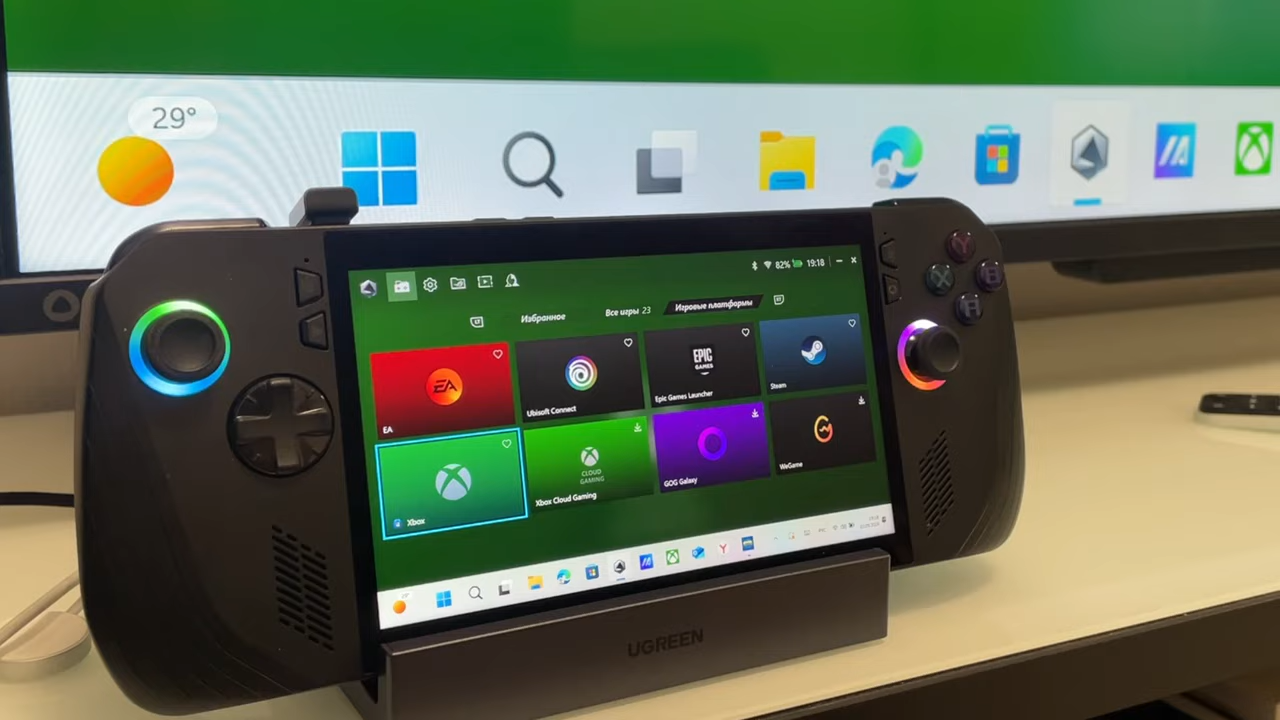 29°
82% 19:18
Избранное Все игры 23 Игровые платформы
EA
EA
Ubisoft Connect
EPIC
GAMES
Epic Games Launcher
Steam
Xbox
CLOUD
GAMING
Xbox Cloud Gaming
GOG Galaxy
WeGame
Y
X
B
A
UGREEN